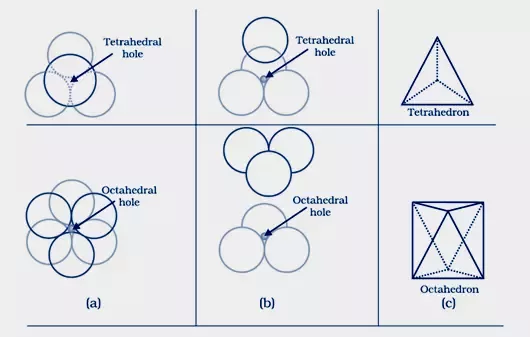 Tetrahedral
hole
Tetrahedral
hole
Tetrahedron
Octahedral
hole
Octahedral
hole
Octahedron
(a)
(b)
(c)